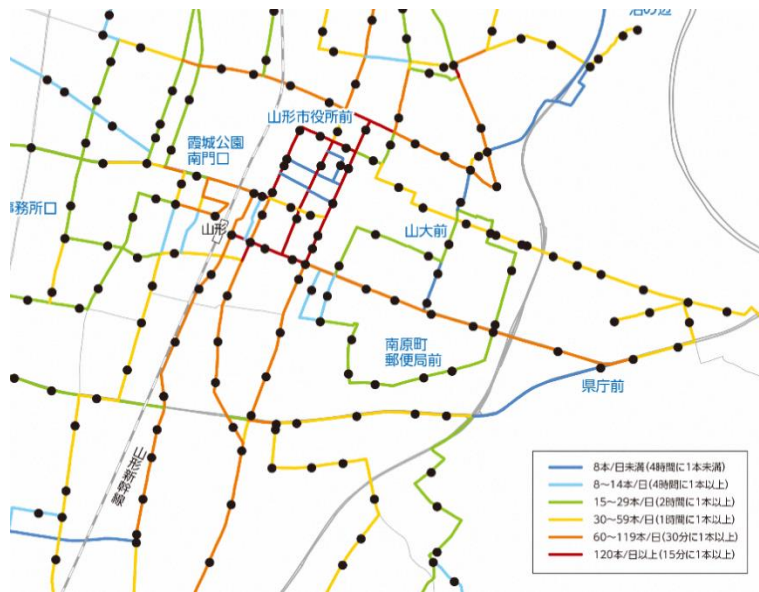 山形市役所前
霞城公園
南門口
事務所口
山形
山大前
南原町
郵便局前
県庁前
山形新幹線
8本/日未満(4時間に1本未満)
8～14本/日(4時間に1本以上)
15～29本/日(2時間に1本以上)
30～59本/日(1時間に1本以上)
60～119本/日(30分に1本以上)
120本/日以上(15分に1本以上)